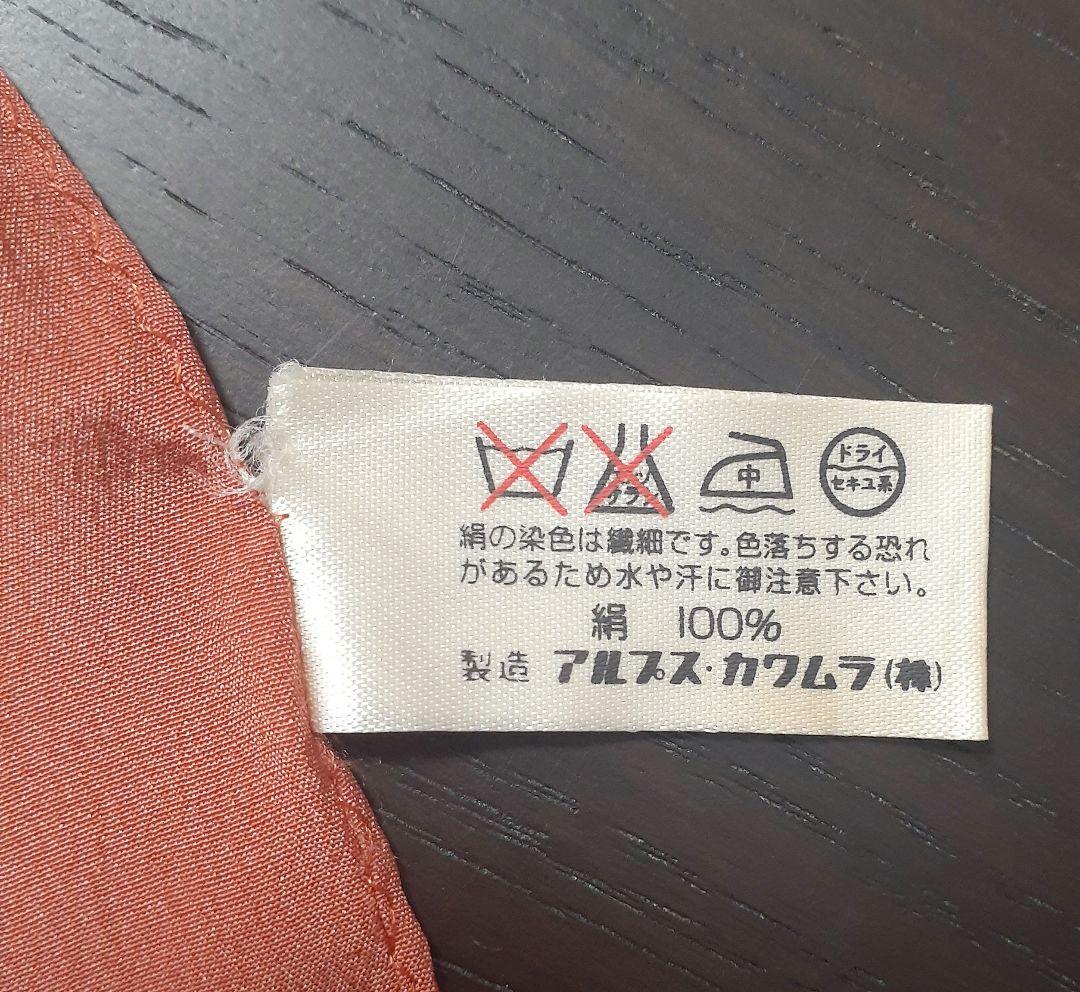 中
ドライ
セキユ系
絹の染色は繊細です。色落ちする恐れ
があるため水や汗に御注意下さい。
絹 100%
製造 アルプス・カワムラ(株)